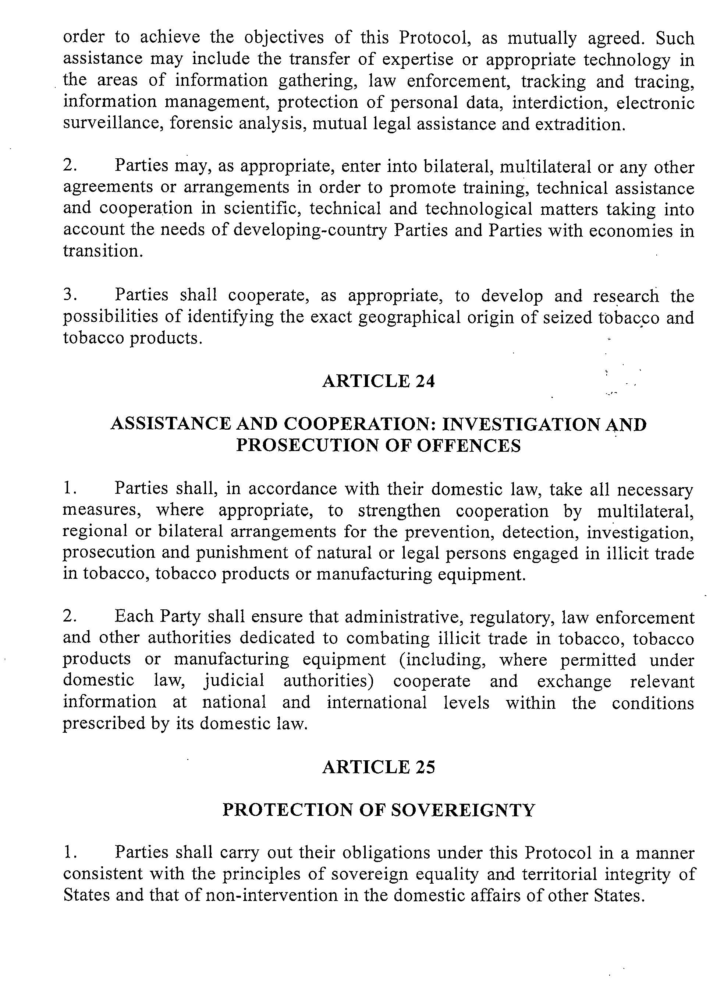 order to achieve the objectives of this Protocol, as mutually agreed. Such
assistance may include the transfer of expertise or appropriate technology in
the areas of information gathering, law enforcement, tracking and tracing,
information management, protection of personal data, interdiction, electronic
surveillance, forensic analysis, mutual legal assistance and extradition.
2. Parties may, as appropriate, enter into bilateral, multilateral or any other
agreements or arrangements in order to promote training, technical assistance
and cooperation in scientific, technical and technological matters taking into
account the needs of developing-country Parties and Parties with economies in
transition.
3. Parties shall cooperate, as appropriate, to develop and research the
possibilities of identifying the exact geographical origin of seized tobacco and
tobacco products.
ARTICLE 24
ASSISTANCE AND COOPERATION: INVESTIGATION AND
PROSECUTION OF OFFENCES
1. Parties shall, in accordance with their domestic law, take all necessary
measures, where appropriate, to strengthen cooperation by multilateral,
regional or bilateral arrangements for the prevention, detection, investigation,
prosecution and punishment of natural or legal persons engaged in illicit trade
in tobacco, tobacco products or manufacturing equipment.
2. Each Party shall ensure that administrative, regulatory, law enforcement
and other authorities dedicated to combating illicit trade in tobacco, tobacco
products or manufacturing equipment (including, where permitted under
domestic law, judicial authorities) cooperate and exchange relevant
information at national and international levels within the conditions
prescribed by its domestic law.
ARTICLE 25
PROTECTION OF SOVEREIGNTY
1. Parties shall carry out their obligations under this Protocol in a manner
consistent with the principles of sovereign equality and territorial integrity of
States and that of non-intervention in the domestic affairs of other States.